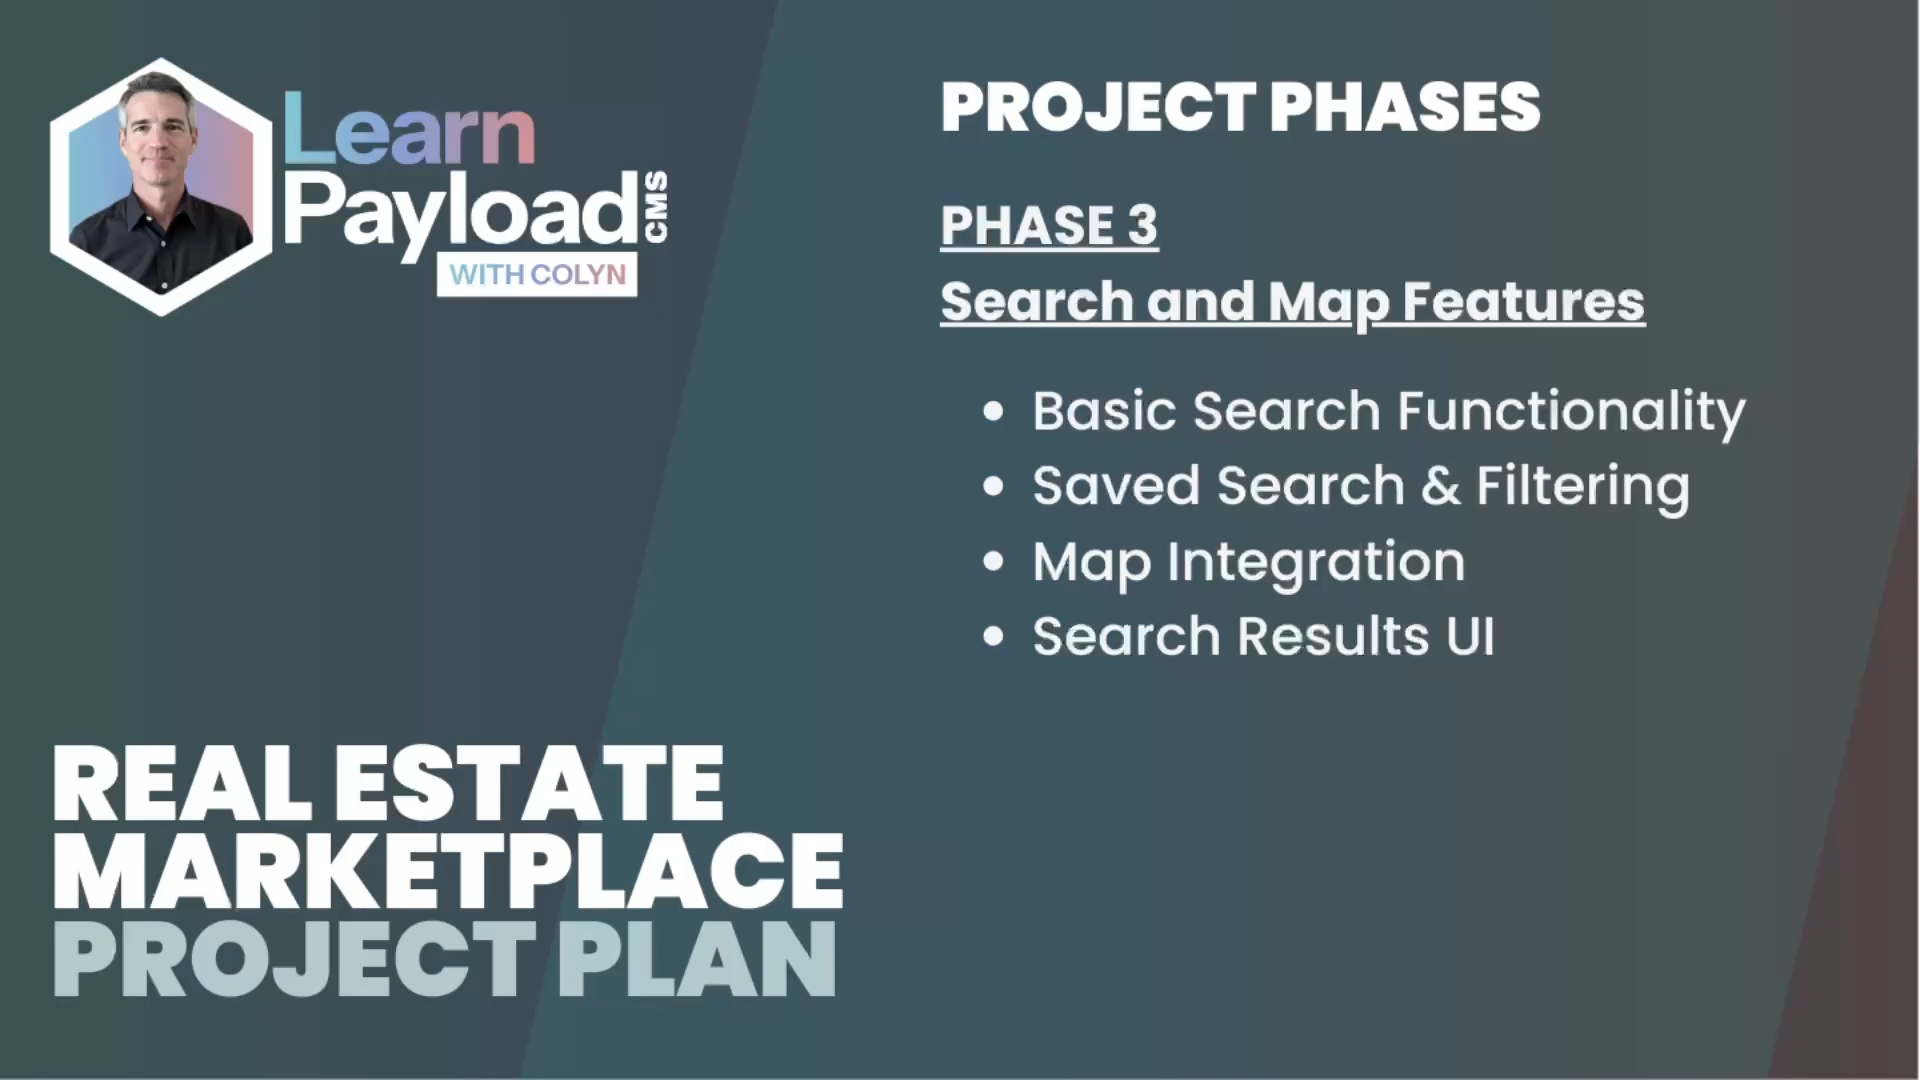 Learn
Payload
CMS
WITH COLYN
PROJECT PHASES
PHASE 3
Search and Map Features
• Basic Search Functionality
• Saved Search & Filtering
• Map Integration
• Search Results UI
REAL ESTATE
MARKETPLACE
PROJECT PLAN